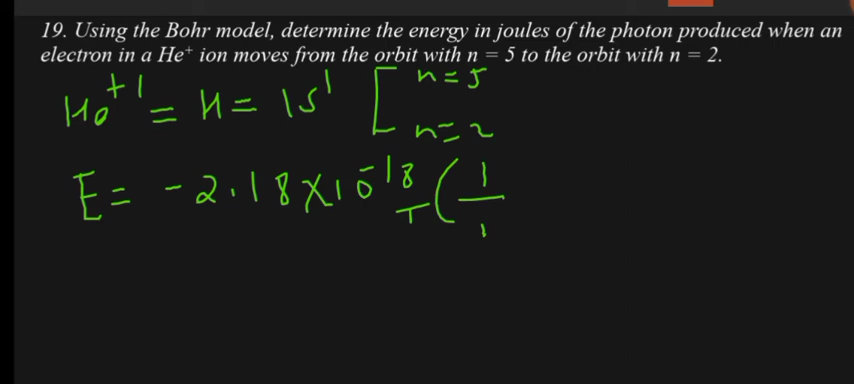 19. Using the Bohr model, determine the energy in joules of the photon produced when an
electron in a He⁺ ion moves from the orbit with n = 5 to the orbit with n = 2.
He⁺¹ = H = 1s¹ [ n=5
n=2
E = -2.18×10⁻¹⁸ J ( 1/1